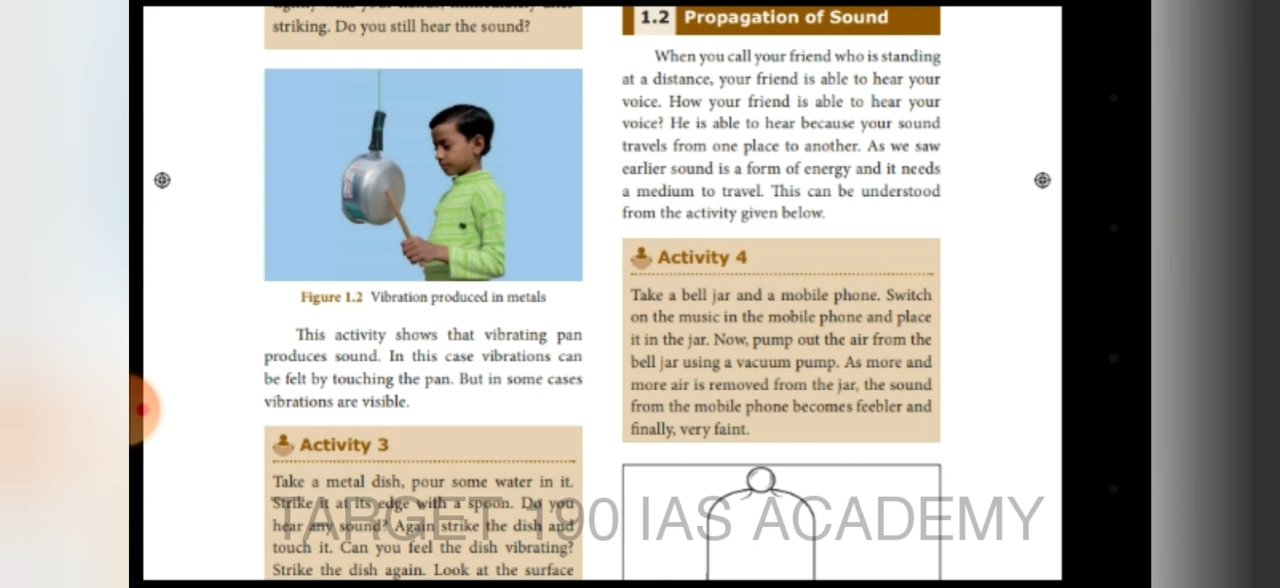 striking. Do you still hear the sound?
Figure 1.2 Vibration produced in metals
This activity shows that vibrating pan
produces sound. In this case vibrations can
be felt by touching the pan. But in some cases
vibrations are visible.
Activity 3
Take a metal dish, pour some water in it.
Strike it at its edge with a spoon. Do you
hear any sound? Again strike the dish and
touch it. Can you feel the dish vibrating?
Strike the dish again. Look at the surface
1.2 Propagation of Sound
When you call your friend who is standing
at a distance, your friend is able to hear your
voice. How your friend is able to hear your
voice? He is able to hear because your sound
travels from one place to another. As we saw
earlier sound is a form of energy and it needs
a medium to travel. This can be understood
from the activity given below.
Activity 4
Take a bell jar and a mobile phone. Switch
on the music in the mobile phone and place
it in the jar. Now, pump out the air from the
bell jar using a vacuum pump. As more and
more air is removed from the jar, the sound
from the mobile phone becomes feebler and
finally, very faint.
TARGET 190 IAS ACADEMY